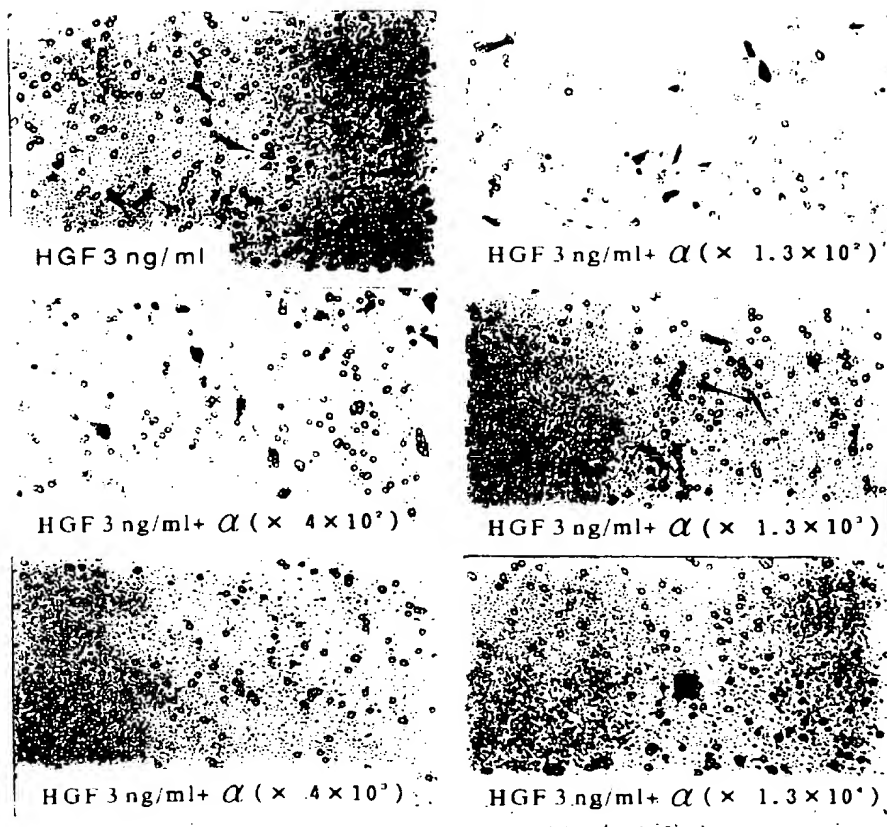 HGF 3 ng/ml
HGF 3 ng/ml+ α (× 1.3×10²)
HGF 3 ng/ml+ α (× 4×10²)
HGF 3 ng/ml+ α (× 1.3×10³)
HGF 3 ng/ml+ α (× 4×10³)
HGF 3 ng/ml+ α (× 1.3×10⁴)